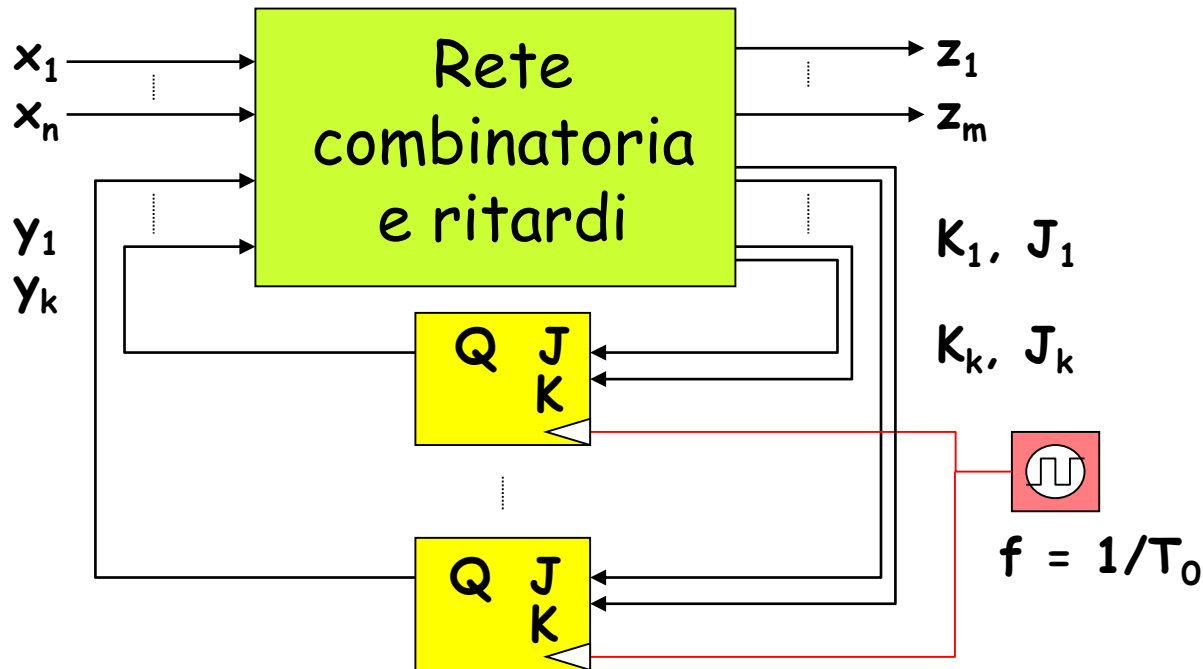 x₁
xₙ
y₁
yₖ
Rete
combinatoria
e ritardi
z₁
zₘ
K₁, J₁
Kₖ, Jₖ
Q J
K
Q J
K
f = 1/T₀